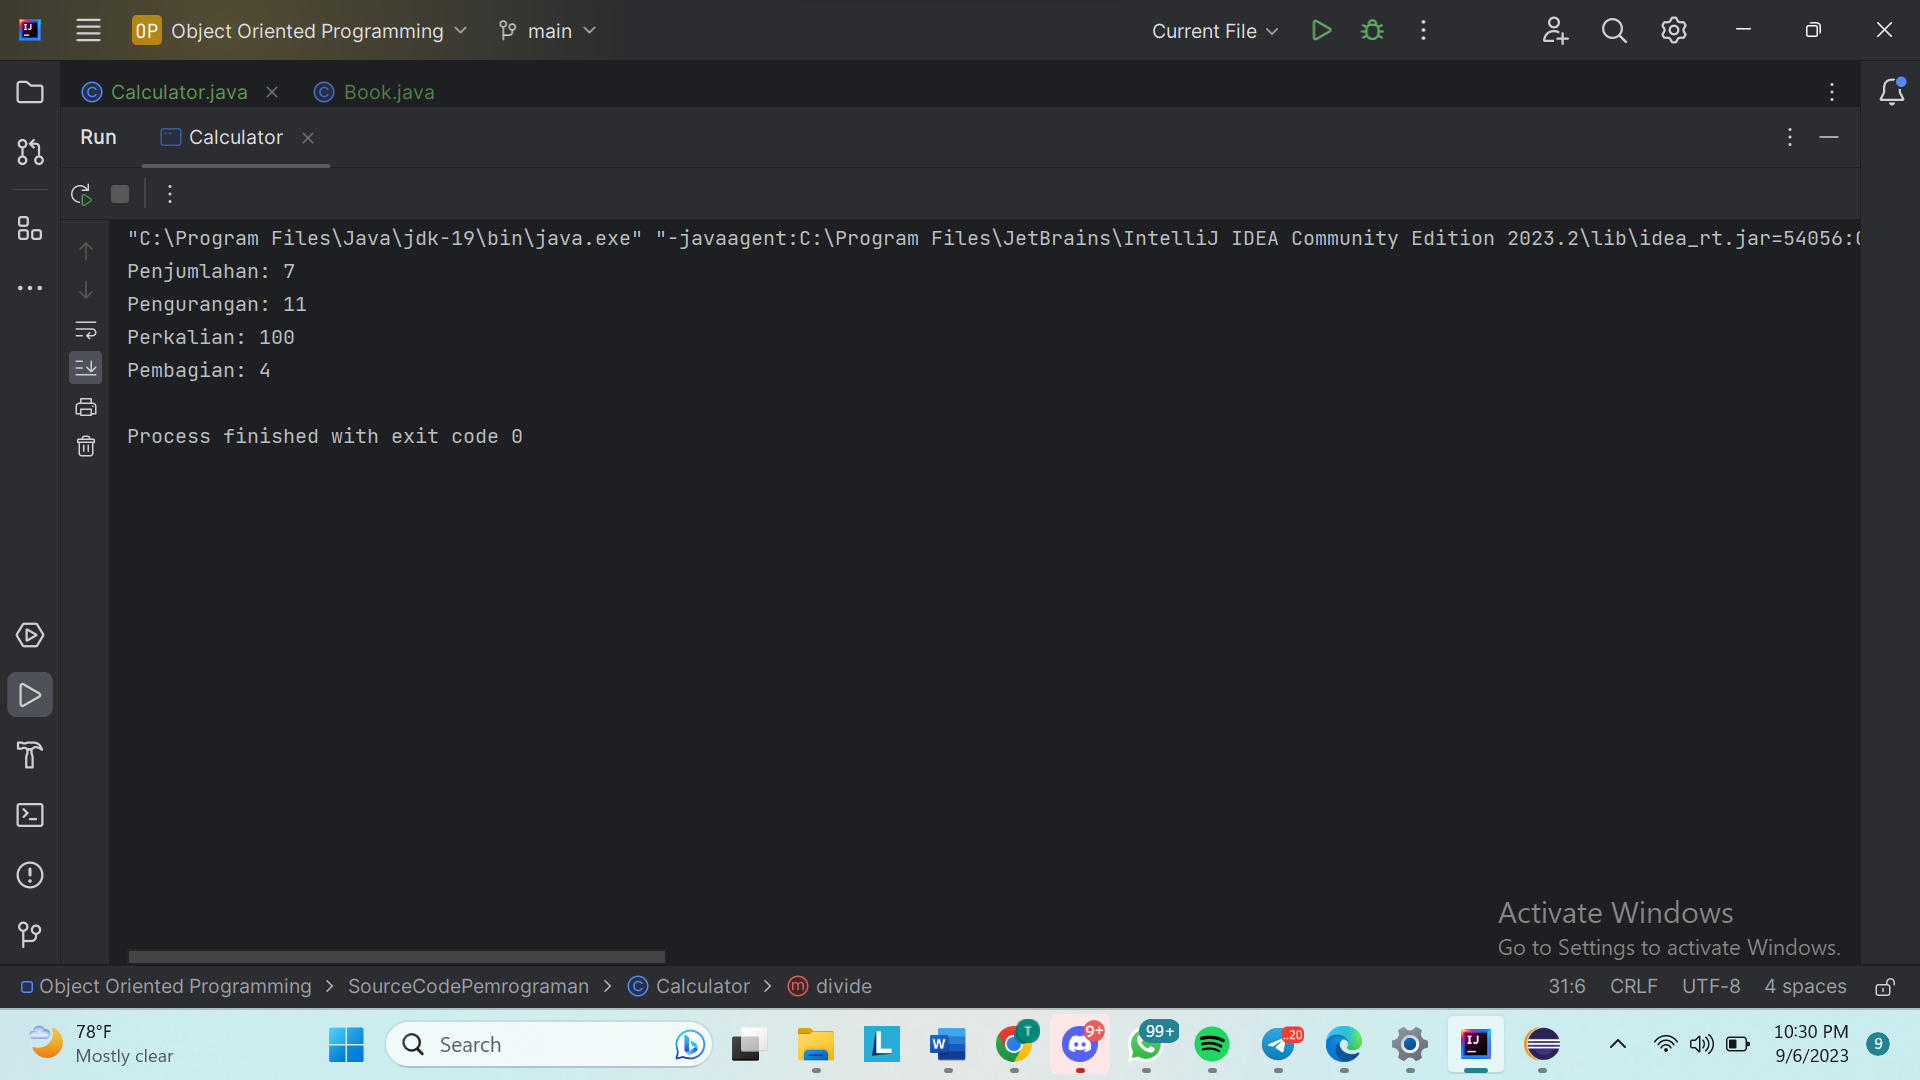 OP Object Oriented Programming main Current File
Calculator.java Book.java
Run Calculator
"C:\Program Files\Java\jdk-19\bin\java.exe" "-javaagent:C:\Program Files\JetBrains\IntelliJ IDEA Community Edition 2023.2\lib\idea_rt.jar=54056:
Penjumlahan: 7
Pengurangan: 11
Perkalian: 100
Pembagian: 4
Process finished with exit code 0
Activate Windows
Go to Settings to activate Windows.
Object Oriented Programming > SourceCodePemrograman > Calculator > divide 31:6 CRLF UTF-8 4 spaces
78°F
Mostly clear
Search
T
9+
99+
..20
10:30 PM
9/6/2023
9